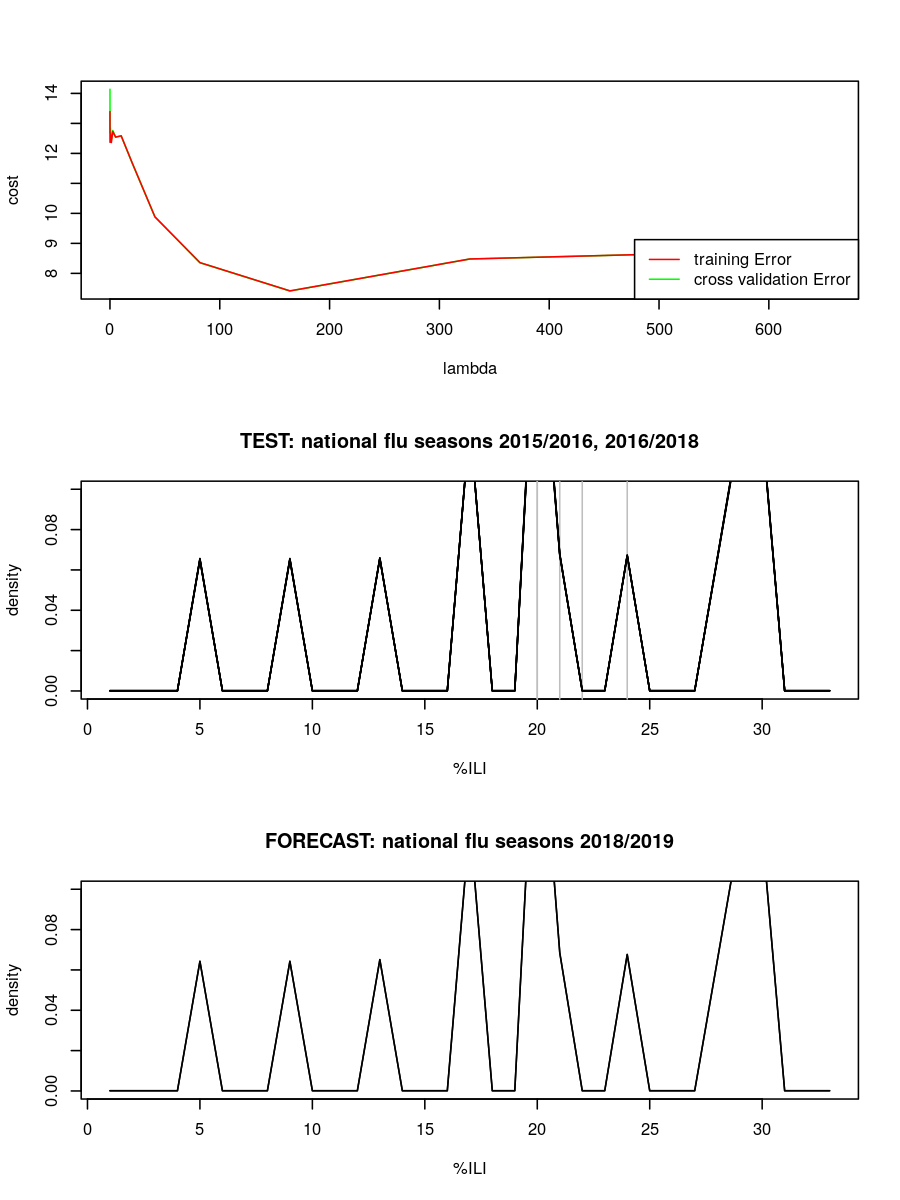 14
12
10
9
8
cost
0 100 200 300 400 500 600
lambda
training Error
cross validation Error
TEST: national flu seasons 2015/2016, 2016/2018
0.08
0.04
0.00
density
0 5 10 15 20 25 30
%ILI
FORECAST: national flu seasons 2018/2019
0.08
0.04
0.00
density
0 5 10 15 20 25 30
%ILI